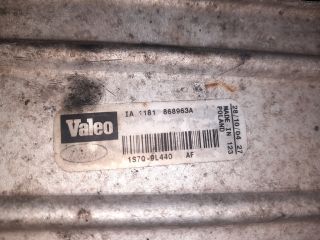 Valeo
IA 1181 868963A
1S7Q-9L440 AF
28/10/04 27
MADE IN 123
POLAND